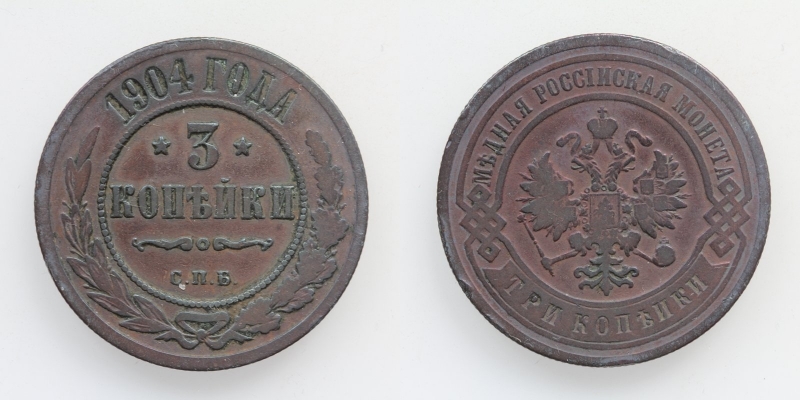 1904 ГОДА
3
КОПѢЙКИ
С.П.Б.
МѢДНАЯ РОССІЙСКАЯ МОНЕТА
ТРИ КОПѢЙКИ